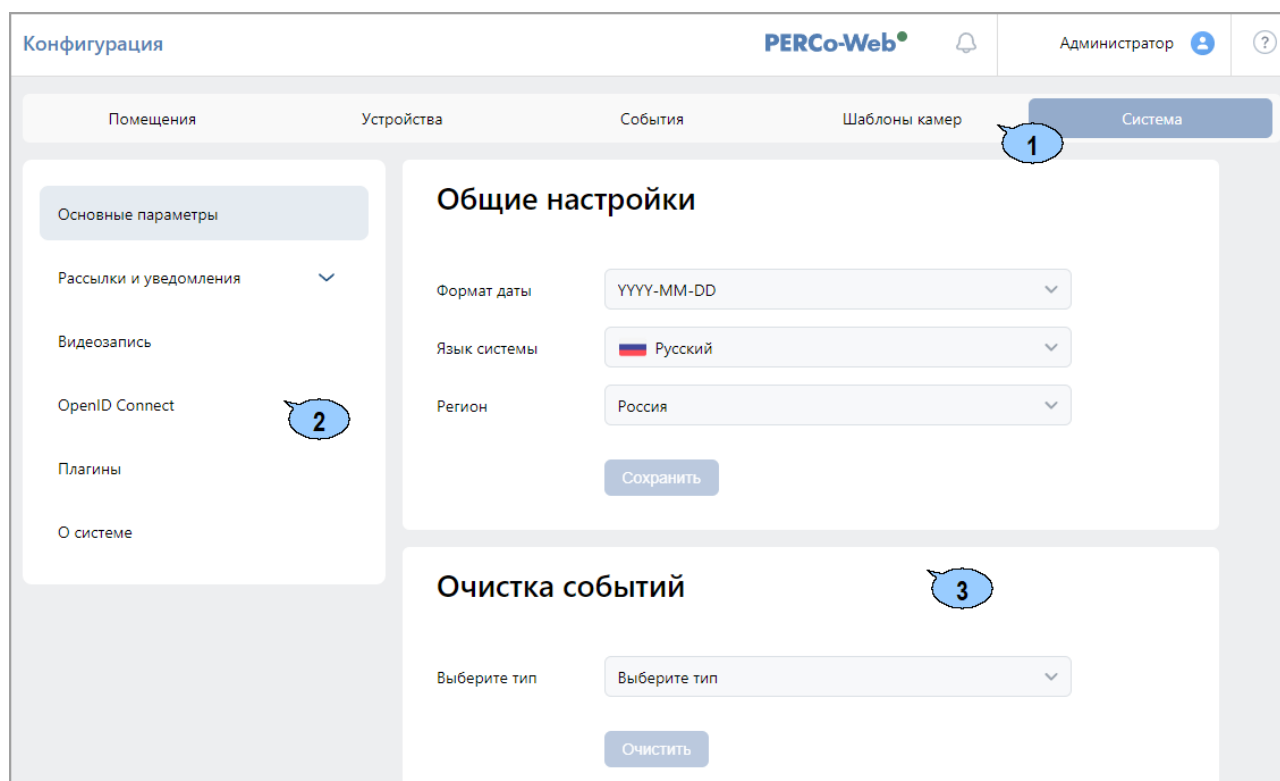 Конфигурация
PERCo-Web
Администратор
?
Помещения
Устройства
События
Шаблоны камер
Система
1
Основные параметры
Рассылки и уведомления
Видеозапись
OpenID Connect
2
Плагины
О системе
Общие настройки
Формат даты
YYYY-MM-DD
Язык системы
Русский
Регион
Россия
Сохранить
Очистка событий
3
Выберите тип
Выберите тип
Очистить